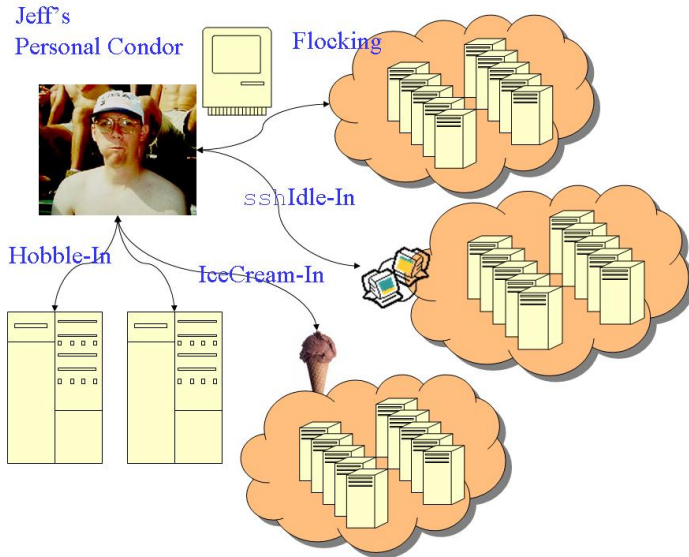 Jeff's
Personal Condor
Flocking
sshIdle-In
Hobble-In
IceCream-In